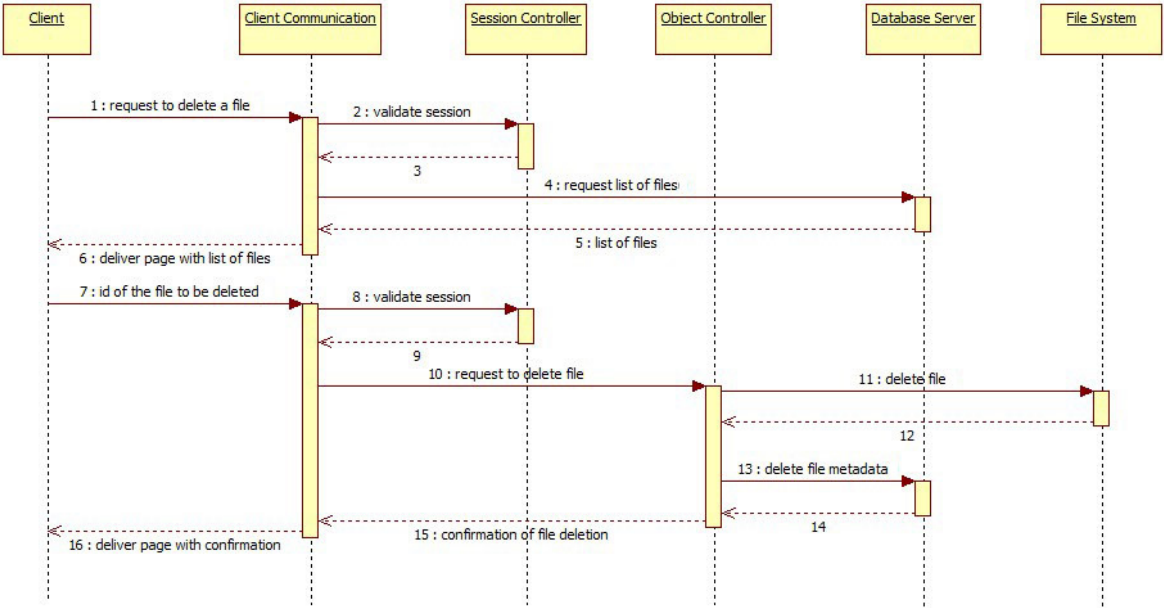 Client
Client Communication
Session Controller
Object Controller
Database Server
File System
1 : request to delete a file
2 : validate session
3
4 : request list of files
5 : list of files
6 : deliver page with list of files
7 : id of the file to be deleted
8 : validate session
9
10 : request to delete file
11 : delete file
12
13 : delete file metadata
14
15 : confirmation of file deletion
16 : deliver page with confirmation